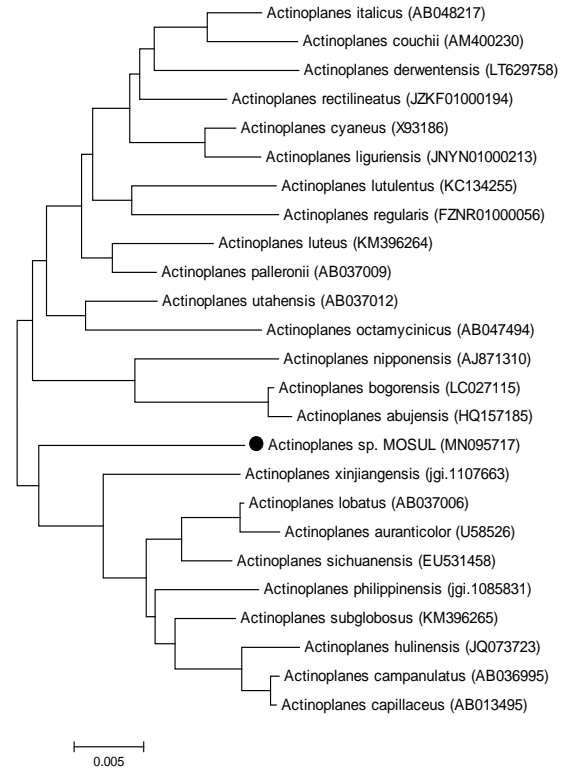 Actinoplanes italicus (AB048217)
Actinoplanes couchii (AM400230)
Actinoplanes derwentensis (LT629758)
Actinoplanes rectilineatus (JZKF01000194)
Actinoplanes cyaneus (X93186)
Actinoplanes liguriensis (JNYN01000213)
Actinoplanes lutulentus (KC134255)
Actinoplanes regularis (FZNR01000056)
Actinoplanes luteus (KM396264)
Actinoplanes palleronii (AB037009)
Actinoplanes utahensis (AB037012)
Actinoplanes octamycinicus (AB047494)
Actinoplanes nipponensis (AJ871310)
Actinoplanes bogorensis (LC027115)
Actinoplanes abujensis (HQ157185)
Actinoplanes sp. MOSUL (MN095717)
Actinoplanes xinjiangensis (jgi.1107663)
Actinoplanes lobatus (AB037006)
Actinoplanes auranticolor (U58526)
Actinoplanes sichuanensis (EU531458)
Actinoplanes philippinensis (jgi.1085831)
Actinoplanes subglobosus (KM396265)
Actinoplanes hulinensis (JQ073723)
Actinoplanes campanulatus (AB036995)
Actinoplanes capillaceus (AB013495)
0.005